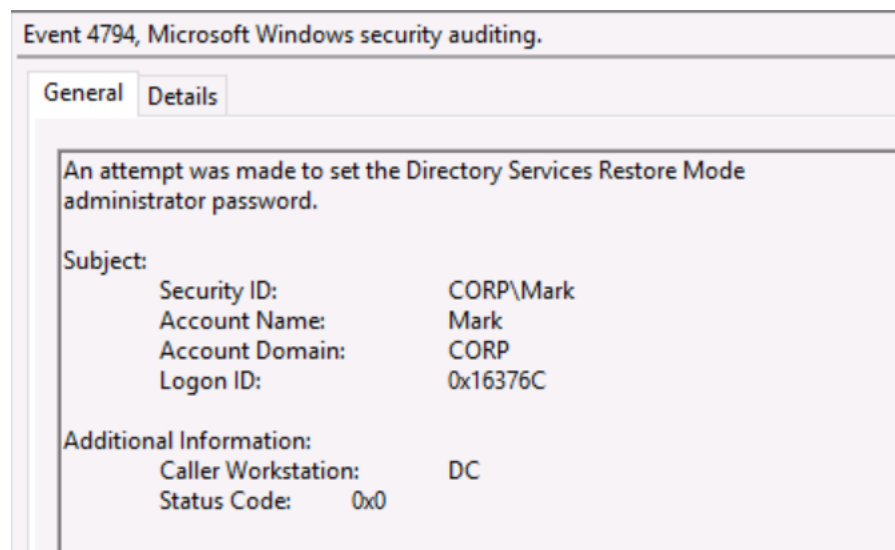 Event 4794, Microsoft Windows security auditing.
General Details
An attempt was made to set the Directory Services Restore Mode
administrator password.
Subject:
Security ID: CORP\Mark
Account Name: Mark
Account Domain: CORP
Logon ID: 0x16376C
Additional Information:
Caller Workstation: DC
Status Code: 0x0